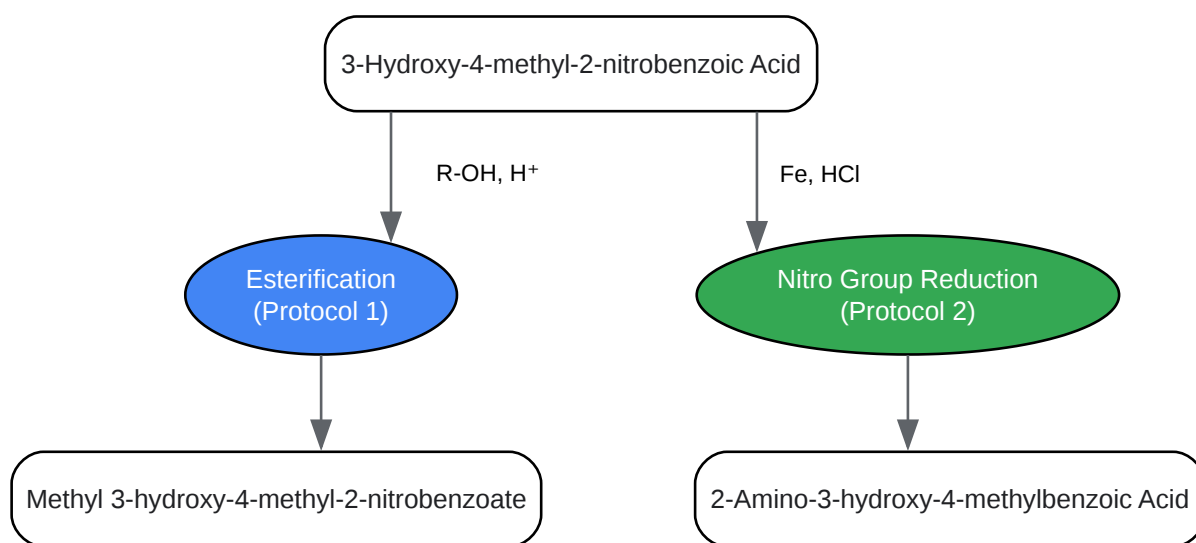 3-Hydroxy-4-methyl-2-nitrobenzoic Acid
R-OH, H⁺
Fe, HCl
Esterification
(Protocol 1)
Nitro Group Reduction
(Protocol 2)
Methyl 3-hydroxy-4-methyl-2-nitrobenzoate
2-Amino-3-hydroxy-4-methylbenzoic Acid